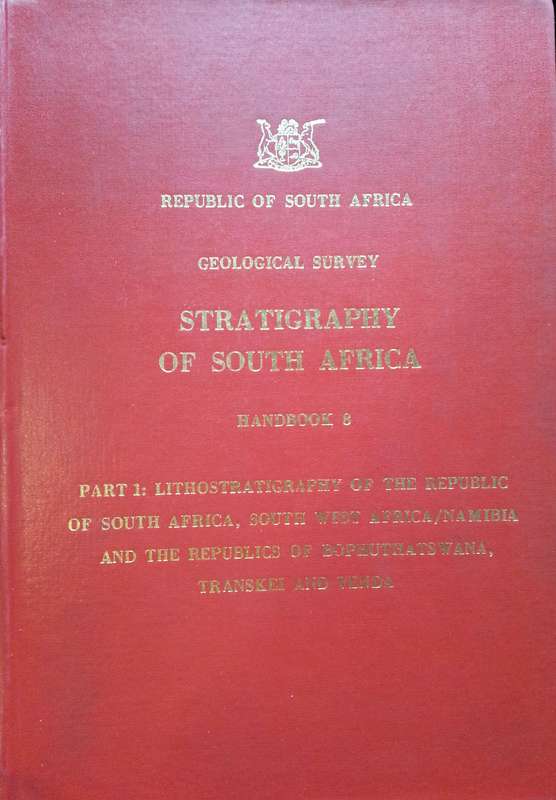 REPUBLIC OF SOUTH AFRICA
GEOLOGICAL SURVEY
STRATIGRAPHY
OF SOUTH AFRICA
HANDBOOK 8
PART 1: LITHOSTRATIGRAPHY OF THE REPUBLIC
OF SOUTH AFRICA, SOUTH WEST AFRICA/NAMIBIA
AND THE REPUBLICS OF BOPHUTHATSWANA,
TRANSKEI AND VENDA